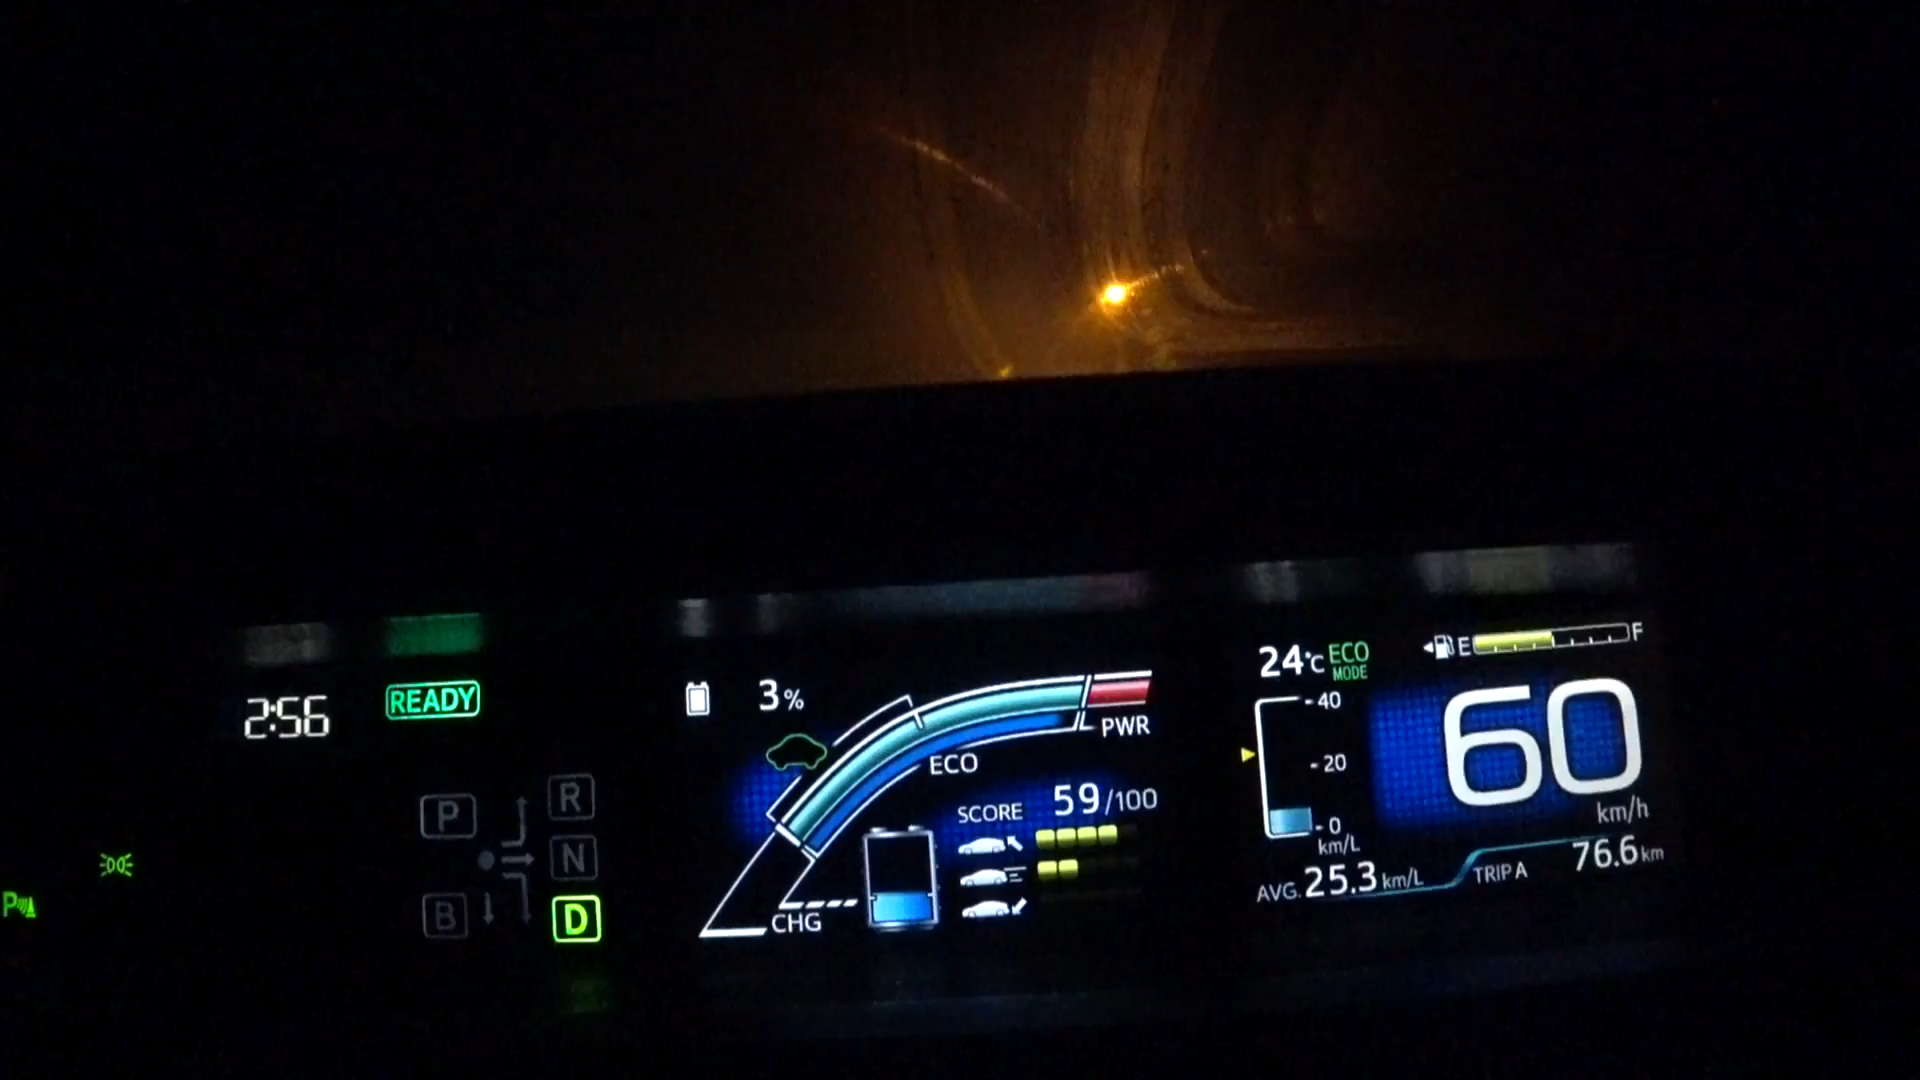 2:56
READY
P
R
N
B
D
P
3%
PWR
ECO
SCORE 59/100
CHG
24°C ECO MODE
E F
40
20
0
km/L
60
km/h
AVG. 25.3 km/L
TRIP A 76.6 km